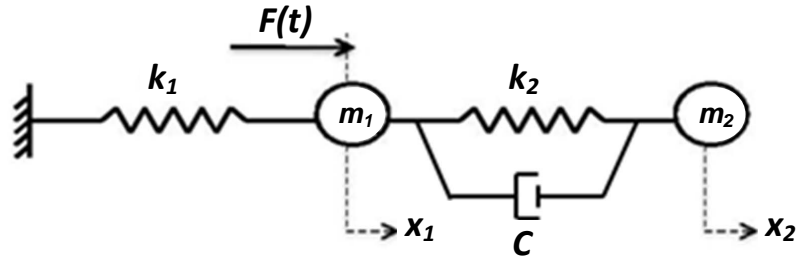 F(t)
k₁
k₂
m₁
m₂
x₁
x₂
C